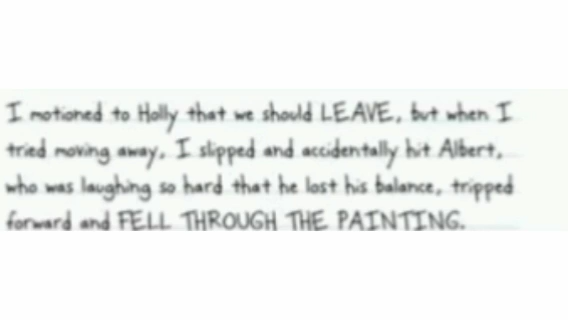 I motioned to Holly that we should LEAVE, but when I
tried moving away, I slipped and accidentally hit Albert,
who was laughing so hard that he lost his balance, tripped
forward and FELL THROUGH THE PAINTING.